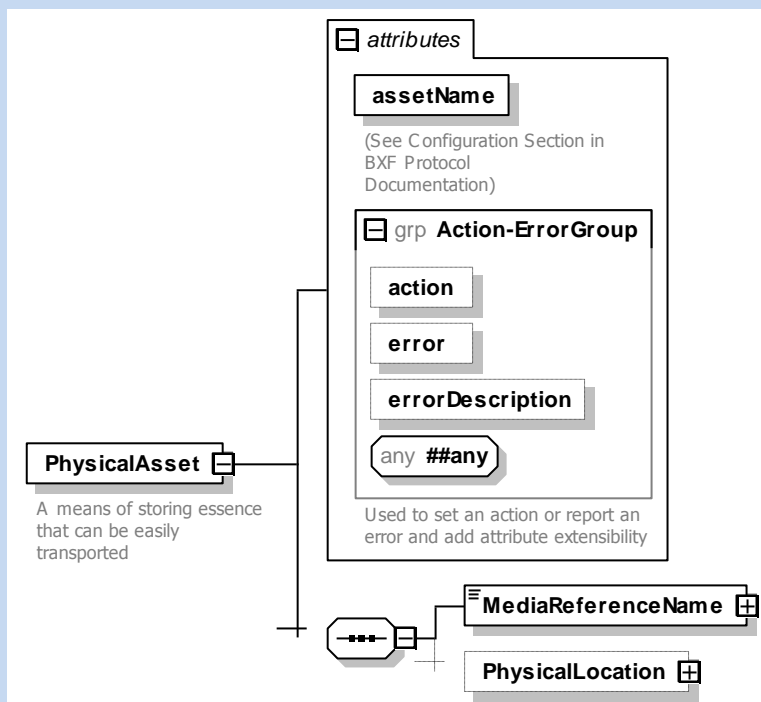 attributes
assetName
(See Configuration Section in
BXF Protocol
Documentation)
grp Action-ErrorGroup
action
error
errorDescription
any ##any
Used to set an action or report an
error and add attribute extensibility
PhysicalAsset
A means of storing essence
that can be easily
transported
MediaReferenceName
PhysicalLocation